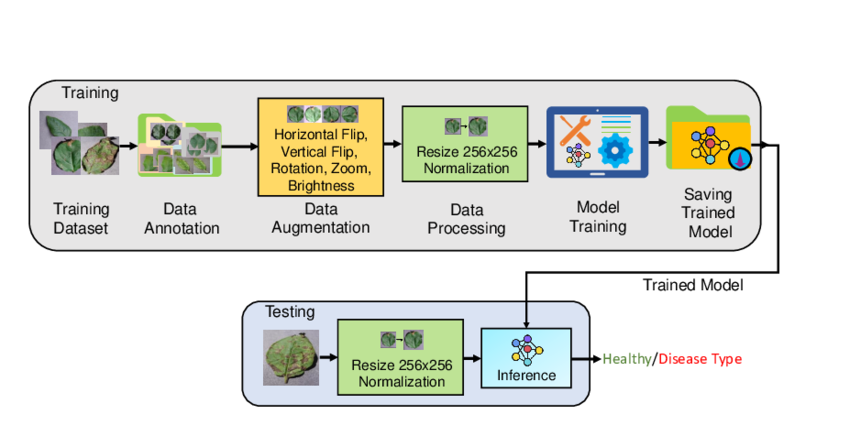 Training
Horizontal Flip,
Vertical Flip,
Rotation, Zoom,
Brightness
Resize 256x256
Normalization
Training
Dataset
Data
Annotation
Data
Augmentation
Data
Processing
Model
Training
Saving
Trained
Model
Trained Model
Testing
Resize 256x256
Normalization
Inference
Healthy/Disease Type